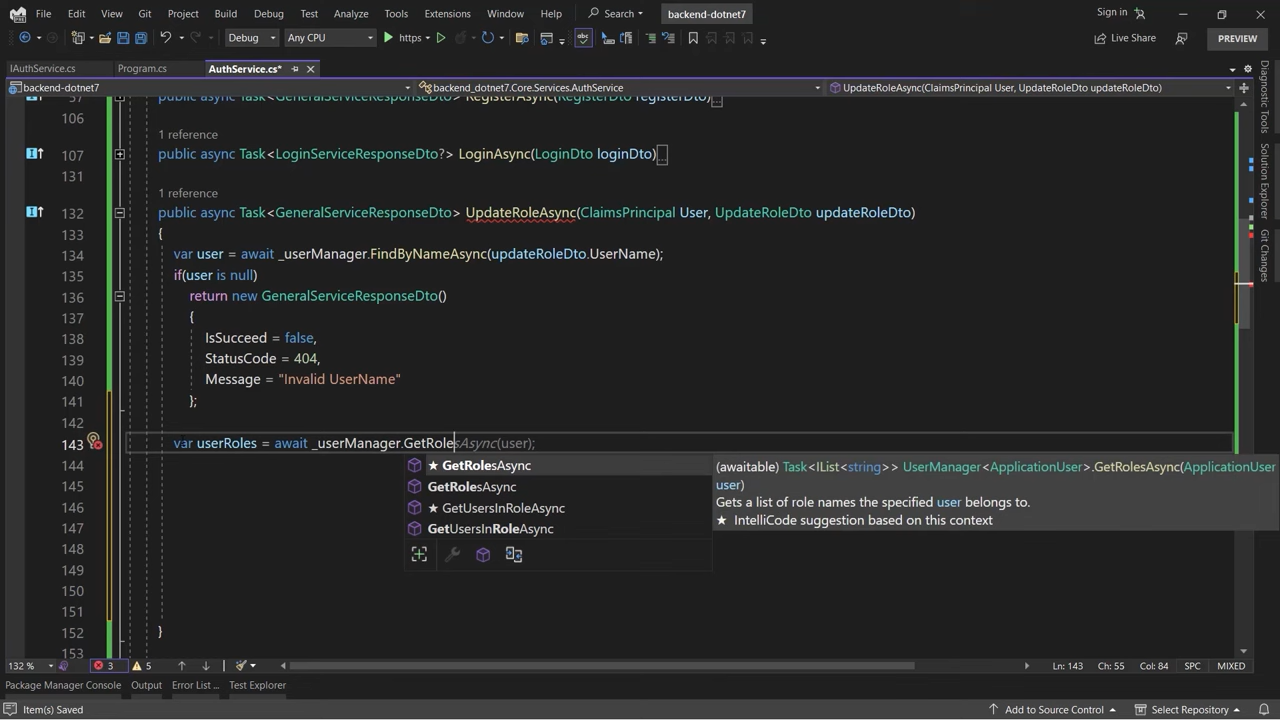 File Edit View Git Project Build Debug Test Analyze Tools Extensions Window Help Search backend-dotnet7 Sign in
Debug Any CPU https Live Share PREVIEW
IAuthService.cs Program.cs AuthService.cs*
backend-dotnet7 backend_dotnet7.Core.Services.AuthService UpdateRoleAsync(ClaimsPrincipal User, UpdateRoleDto updateRoleDto)
57 public async Task<GeneralServiceResponseDto> RegisterAsync(RegisterDto registerDto)...
106
1 reference
107 public async Task<LoginServiceResponseDto?> LoginAsync(LoginDto loginDto)...
131
1 reference
132 public async Task<GeneralServiceResponseDto> UpdateRoleAsync(ClaimsPrincipal User, UpdateRoleDto updateRoleDto)
133 {
134 var user = await _userManager.FindByNameAsync(updateRoleDto.UserName);
135 if(user is null)
136 return new GeneralServiceResponseDto()
137 {
138 IsSucceed = false,
139 StatusCode = 404,
140 Message = "Invalid UserName"
141 };
142
143 var userRoles = await _userManager.GetRolesAsync(user);
144 ★ GetRolesAsync
145 GetRolesAsync
146 ★ GetUsersInRoleAsync
147 GetUsersInRoleAsync
(awaitable) Task<IList<string>> UserManager<ApplicationUser>.GetRolesAsync(ApplicationUser
user)
Gets a list of role names the specified user belongs to.
★ IntelliCode suggestion based on this context
148
149
150
151
152 }
153
132 % 3 5 Ln: 143 Ch: 55 Col: 84 SPC MIXED
Package Manager Console Output Error List ... Test Explorer
Item(s) Saved Add to Source Control Select Repository
Diagnostic Tools
Solution Explorer
Git Changes